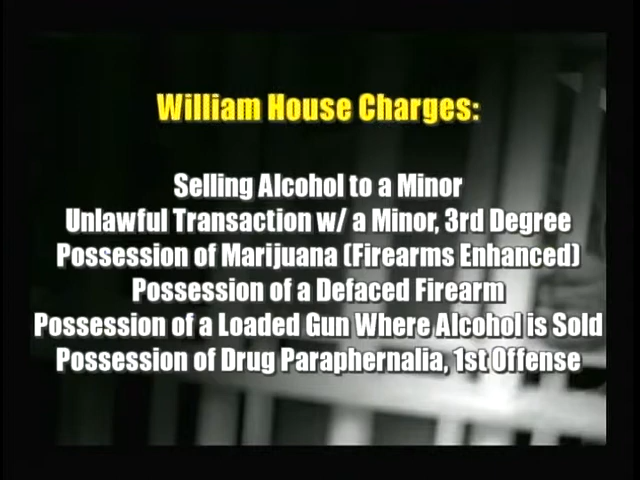 William House Charges:
Selling Alcohol to a Minor
Unlawful Transaction w/ a Minor, 3rd Degree
Possession of Marijuana (Firearms Enhanced)
Possession of a Defaced Firearm
Possession of a Loaded Gun Where Alcohol is Sold
Possession of Drug Paraphernalia, 1st Offense